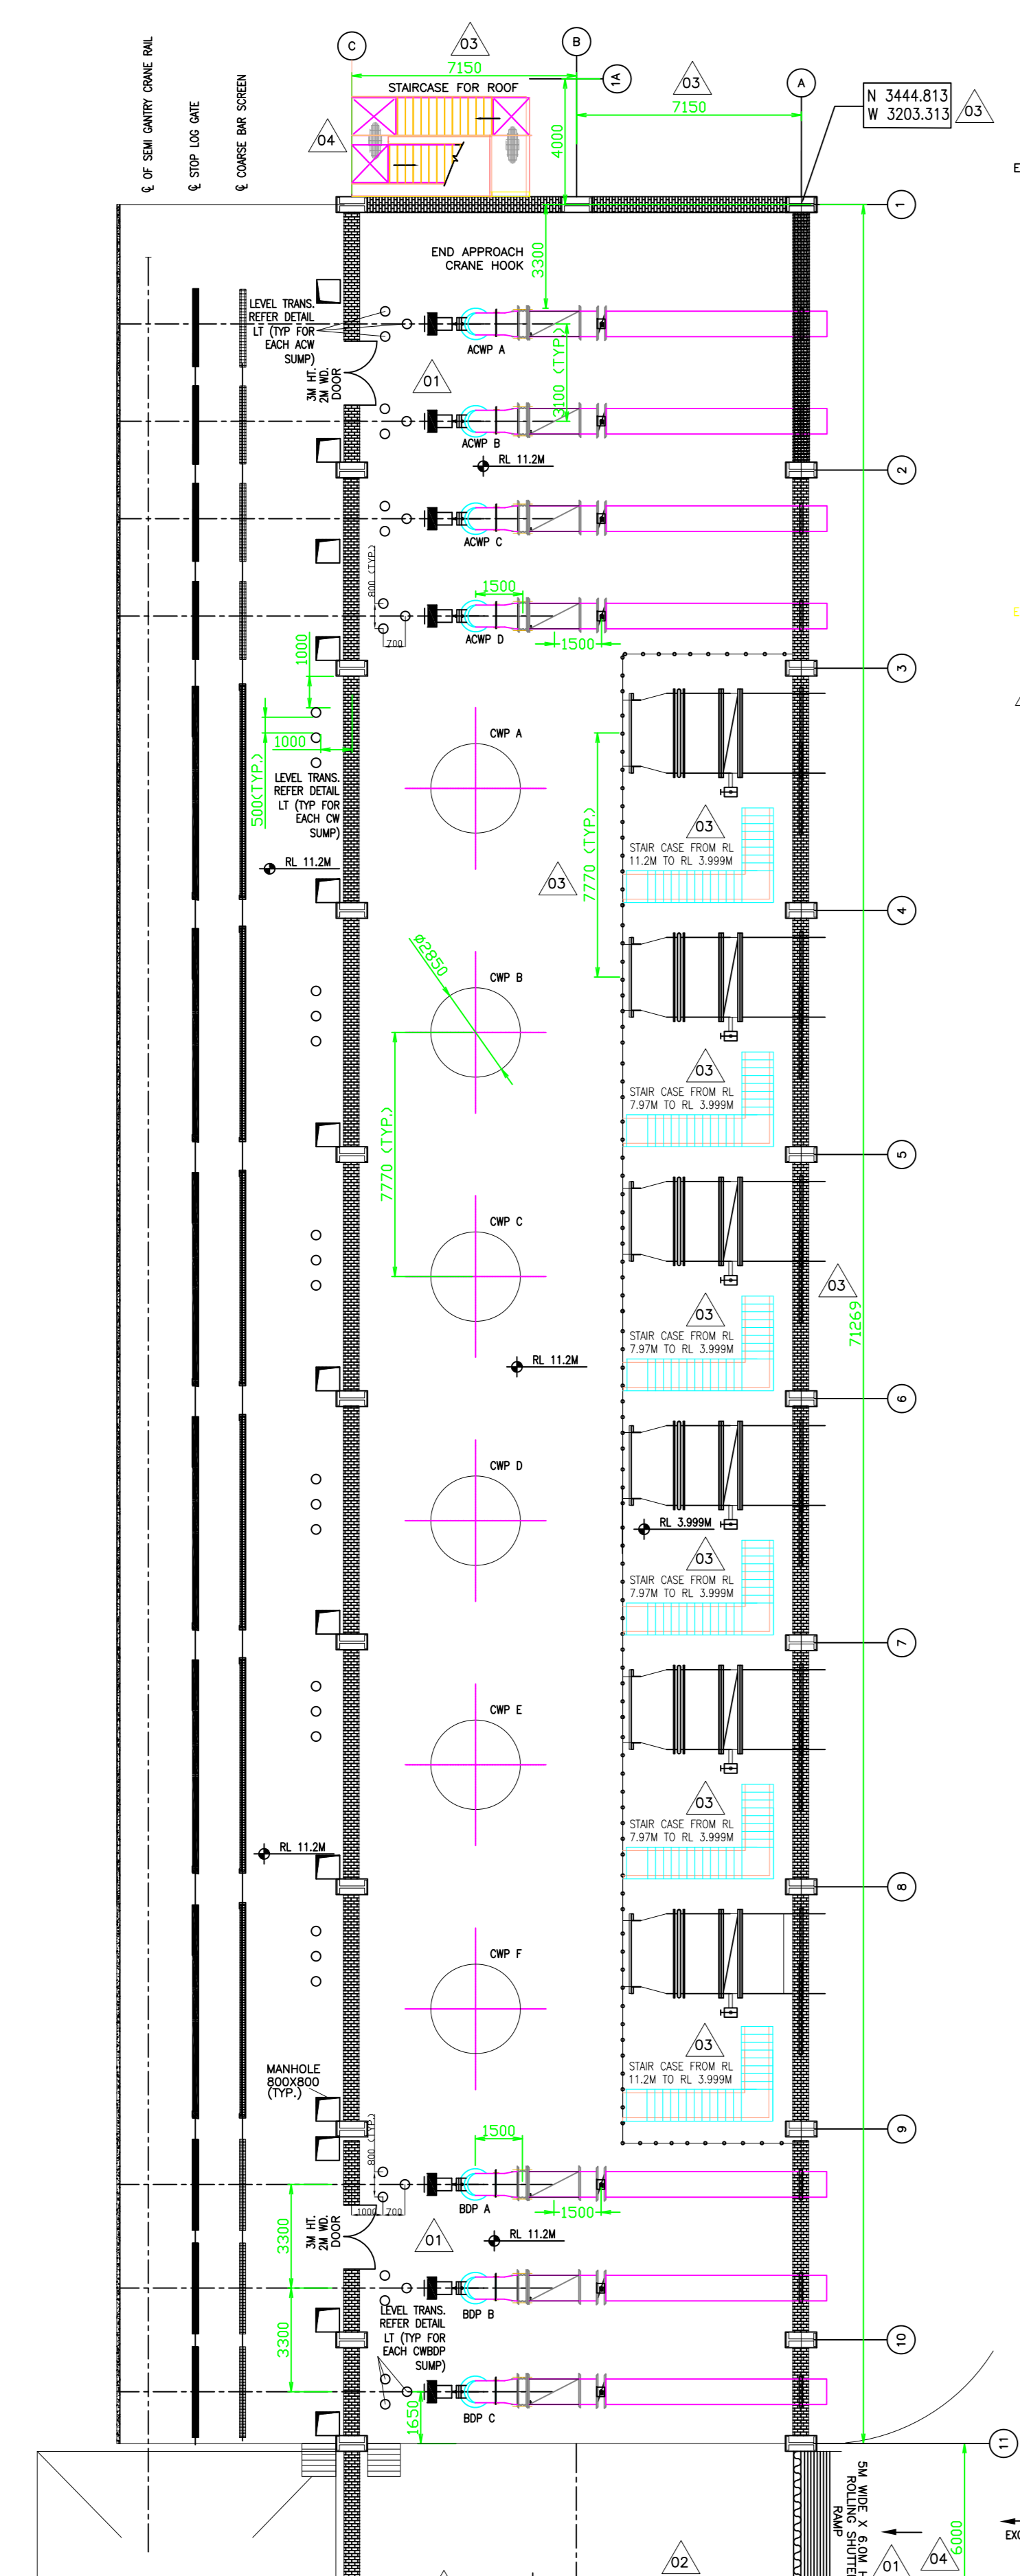 ℄ OF SEMI GANTRY CRANE RAIL
℄ STOP LOG GATE
℄ COARSE BAR SCREEN
C
03
7150
B
1A
03
7150
A
N 3444.813
W 3203.313
03
STAIRCASE FOR ROOF
04
4000
1
END APPROACH
CRANE HOOK
3300
LEVEL TRANS.
REFER DETAIL
LT (TYP FOR
EACH ACW
SUMP)
3M HT.
2M WD.
DOOR
ACWP A
01
3100 (TYP.)
ACWP B
RL 11.2M
2
ACWP C
800 (TYP.)
1500
ACWP D
700
1500
1000
3
500(TYP.)
1000
CWP A
LEVEL TRANS.
REFER DETAIL
LT (TYP FOR
EACH CW
SUMP)
7770 (TYP.)
03
STAIR CASE FROM RL
11.2M TO RL 3.999M
RL 11.2M
03
4
Ø2850
CWP B
03
STAIR CASE FROM RL
7.97M TO RL 3.999M
7770 (TYP.)
5
CWP C
03
71269
03
STAIR CASE FROM RL
7.97M TO RL 3.999M
RL 11.2M
6
CWP D
RL 3.999M
03
STAIR CASE FROM RL
7.97M TO RL 3.999M
7
CWP E
03
STAIR CASE FROM RL
7.97M TO RL 3.999M
RL 11.2M
8
CWP F
03
STAIR CASE FROM RL
11.2M TO RL 3.999M
MANHOLE
800X800
(TYP.)
9
800 (TYP.)
1500
BDP A
1000
700
1500
3300
3M HT.
2M WD.
DOOR
01
RL 11.2M
LEVEL TRANS.
REFER DETAIL
LT (TYP FOR
EACH CWBDP
SUMP)
BDP B
3300
10
1650
BDP C
11
5M WIDE X 6.0M
ROLLING
RAMP
6000
01
04
02